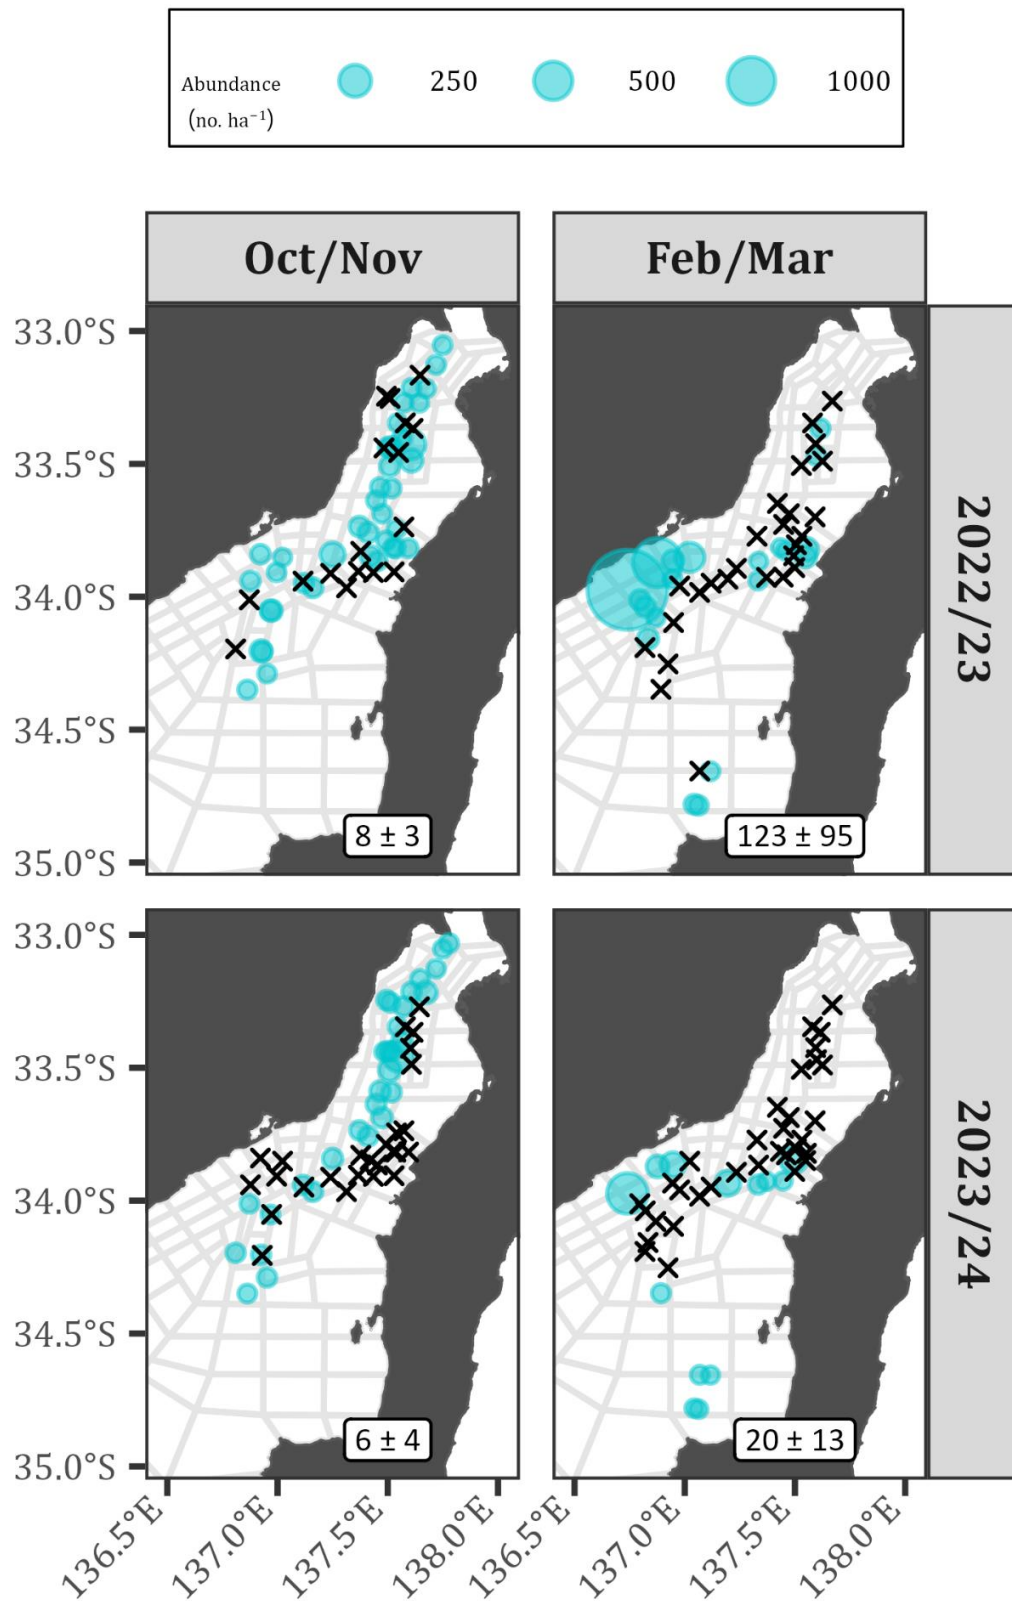 Abundance
(no. ha⁻¹)
250
500
1000
Oct/Nov
Feb/Mar
33.0°S
33.5°S
34.0°S
34.5°S
35.0°S
8 ± 3
123 ± 95
2022/23
33.0°S
33.5°S
34.0°S
34.5°S
35.0°S
6 ± 4
20 ± 13
2023/24
136.5°E
137.0°E
137.5°E
138.0°E
136.5°E
137.0°E
137.5°E
138.0°E